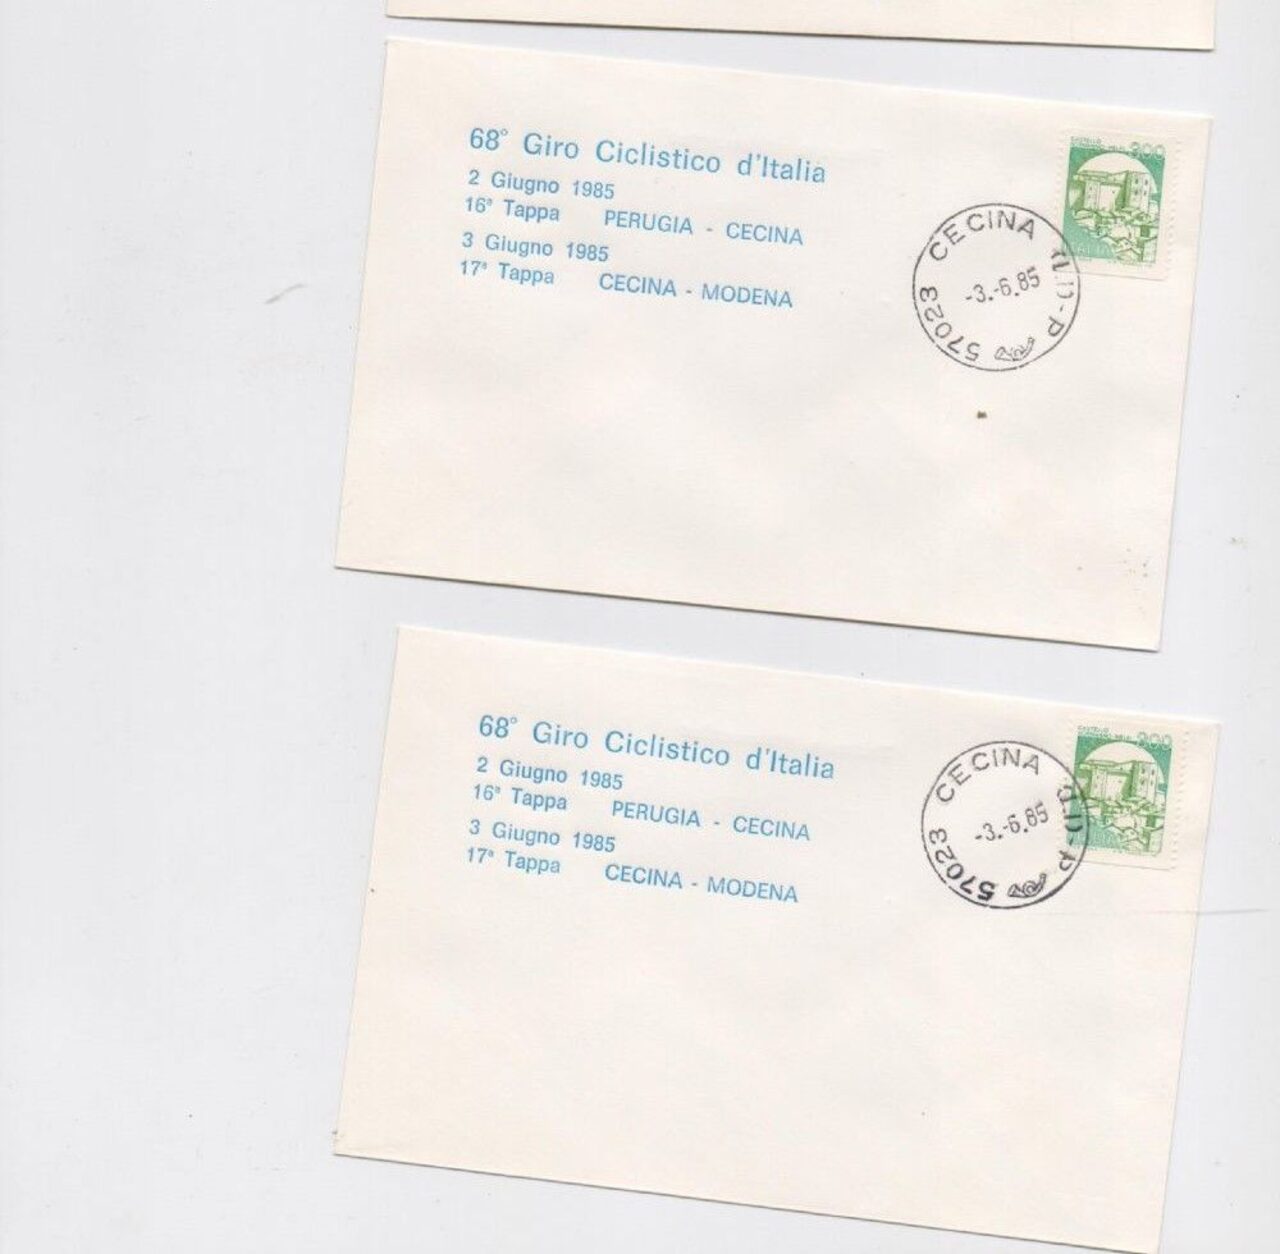 68° Giro Ciclistico d'Italia
2 Giugno 1985
16ª Tappa PERUGIA - CECINA
3 Giugno 1985
17ª Tappa CECINA - MODENA
300
57023 CECINA
-3.-6.85
68° Giro Ciclistico d'Italia
2 Giugno 1985
16ª Tappa PERUGIA - CECINA
3 Giugno 1985
17ª Tappa CECINA - MODENA
300
57023 CECINA
-3.-6.85